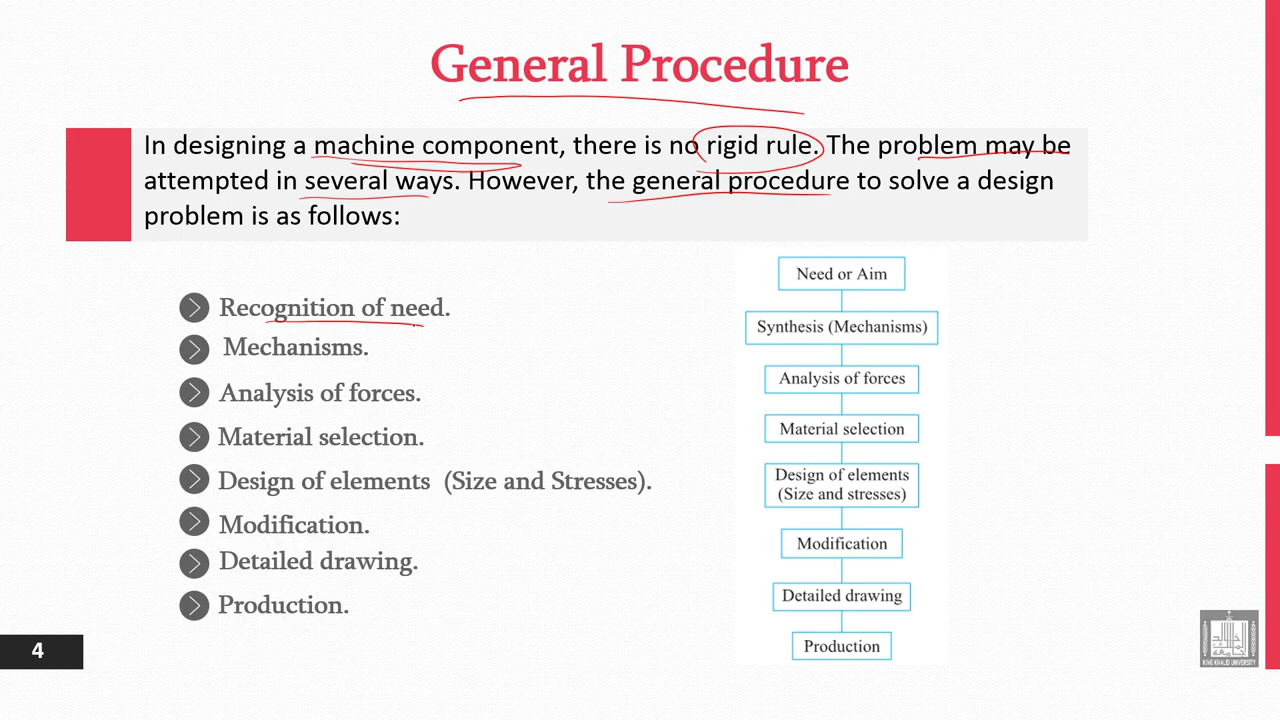 General Procedure
In designing a machine component, there is no rigid rule. The problem may be
attempted in several ways. However, the general procedure to solve a design
problem is as follows:
Recognition of need.
Mechanisms.
Analysis of forces.
Material selection.
Design of elements (Size and Stresses).
Modification.
Detailed drawing.
Production.
Need or Aim
Synthesis (Mechanisms)
Analysis of forces
Material selection
Design of elements
(Size and stresses)
Modification
Detailed drawing
Production
4
KING KHALID UNIVERSITY